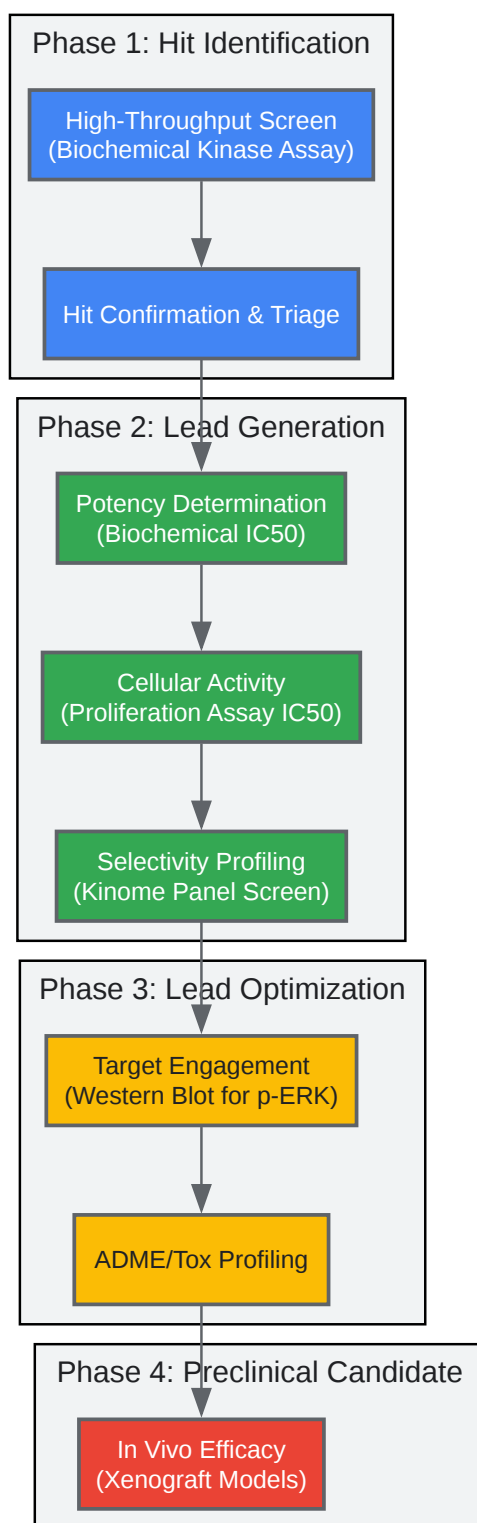 Phase 1: Hit Identification
High-Throughput Screen
(Biochemical Kinase Assay)
Hit Confirmation & Triage
Phase 2: Lead Generation
Potency Determination
(Biochemical IC50)
Cellular Activity
(Proliferation Assay IC50)
Selectivity Profiling
(Kinome Panel Screen)
Phase 3: Lead Optimization
Target Engagement
(Western Blot for p-ERK)
ADME/Tox Profiling
Phase 4: Preclinical Candidate
In Vivo Efficacy
(Xenograft Models)